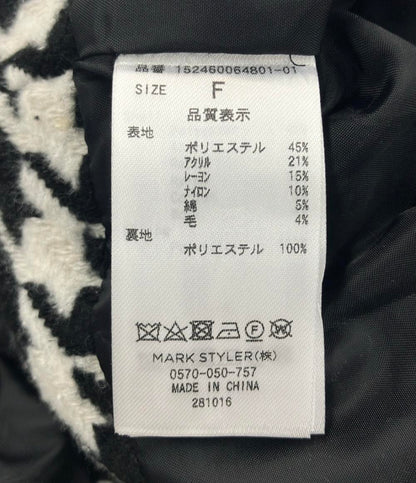 品番 152460064801-01
SIZE F
品質表示
表地
ポリエステル 45%
アクリル 21%
レーヨン 15%
ナイロン 10%
綿 5%
毛 4%
裏地
ポリエステル 100%
MARK STYLER(株)
0570-050-757
MADE IN CHINA
281016